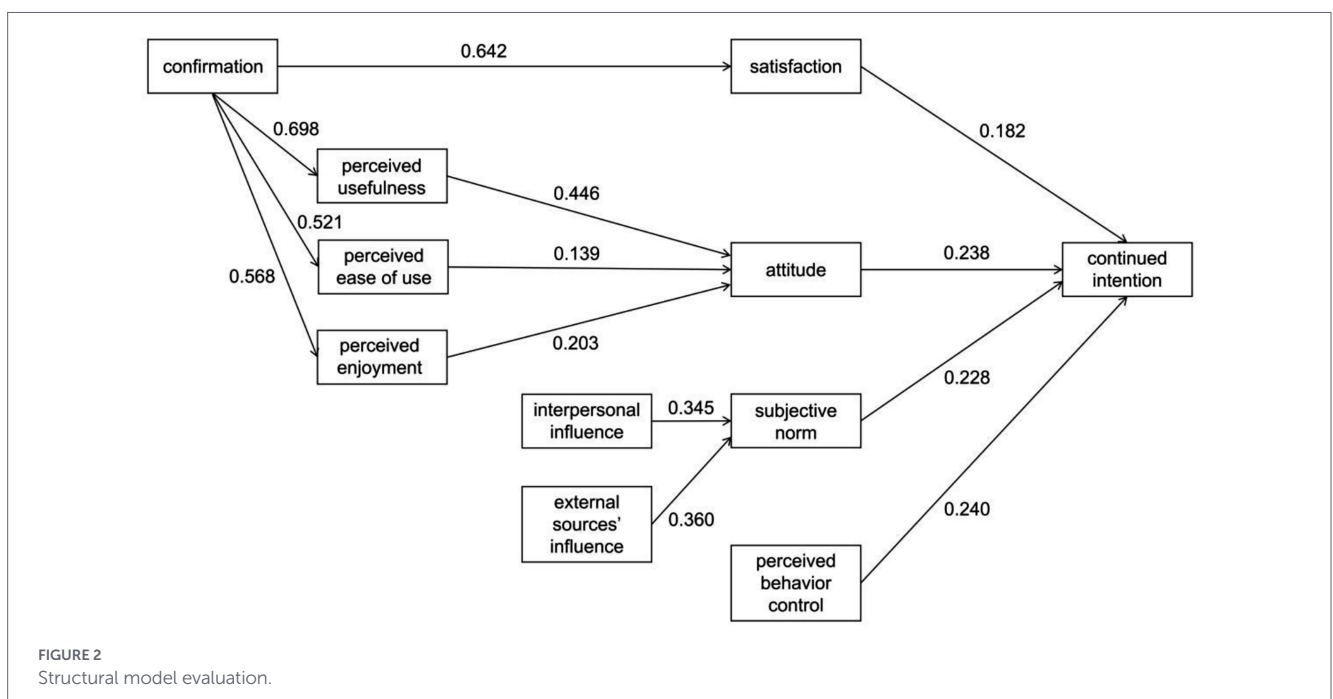 confirmation
0.642
satisfaction
0.698
0.182
perceived
usefulness
0.446
0.521
perceived
ease of use
0.139
attitude
0.238
continued
intention
0.568
perceived
enjoyment
0.203
0.228
interpersonal
influence
0.345
subjective
norm
external
sources' 
influence
0.360
0.240
perceived
behavior
control
FIGURE 2
Structural model evaluation.